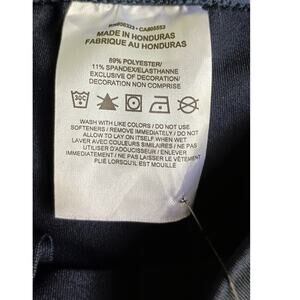 MADE IN HONDURAS
FABRIQUE AU HONDURAS
89% POLYESTER/
11% SPANDEX/ELASTHANNE
EXCLUSIVE OF DECORATION/
DECORATION NON COMPRISE
30C
WASH WITH LIKE COLORS / DO NOT USE
SOFTENERS / REMOVE IMMEDIATELY / DO NOT
ALLOW TO LAY ON ITSELF WHEN WET
LAVER AVEC COULEURS SIMILAIRES / NE PAS
UTILISER D'ADOUCISSEUR/ ENLEVER
IMMÉDIATEMENT / NE PAS LAISSER LE VÊTEMENT
PLIÉ LORSQU'IL EST MOUILLÉ